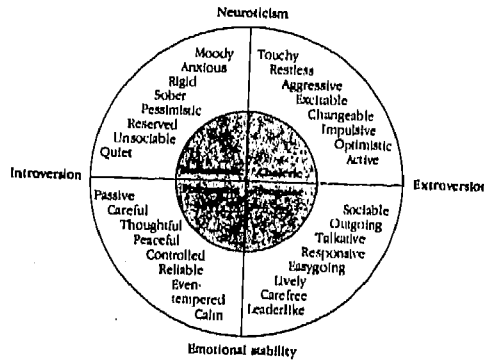 Neuroticism
Moody
Anxious
Rigid
Sober
Pessimistic
Reserved
Unsociable
Quiet
Touchy
Restless
Aggressive
Excitable
Changeable
Impulsive
Optimistic
Active
Choleric
Introversion
Extroversion
Passive
Careful
Thoughtful
Peaceful
Controlled
Reliable
Even-
tempered
Calm
Sociable
Outgoing
Talkative
Responsive
Easygoing
Lively
Carefree
Leaderlike
Emotional stability